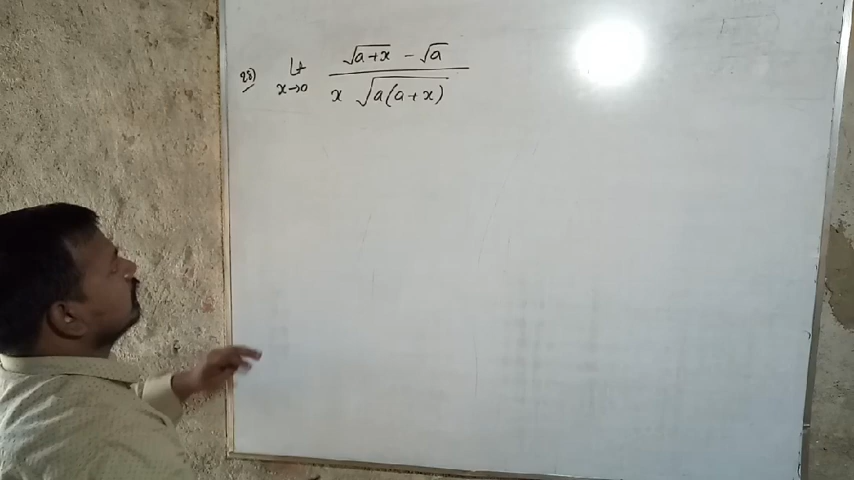 28) Lt x→0 (√(a+x) - √a) / (x √(a(a+x)))